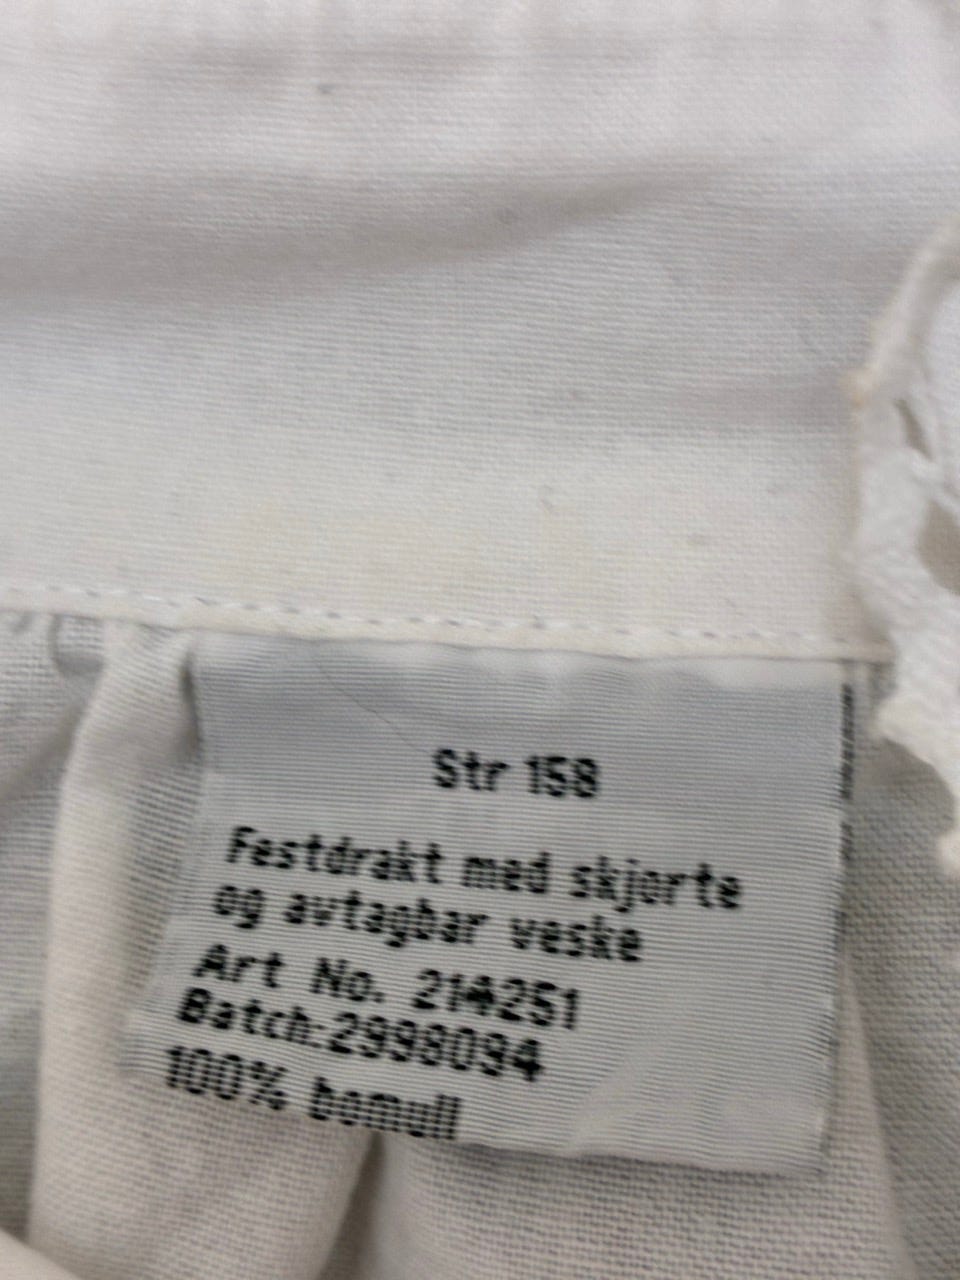 Str 158
Festdrakt med skjorte
og avtagbar veske
Art No. 214251
Batch:2998094
100% bomull